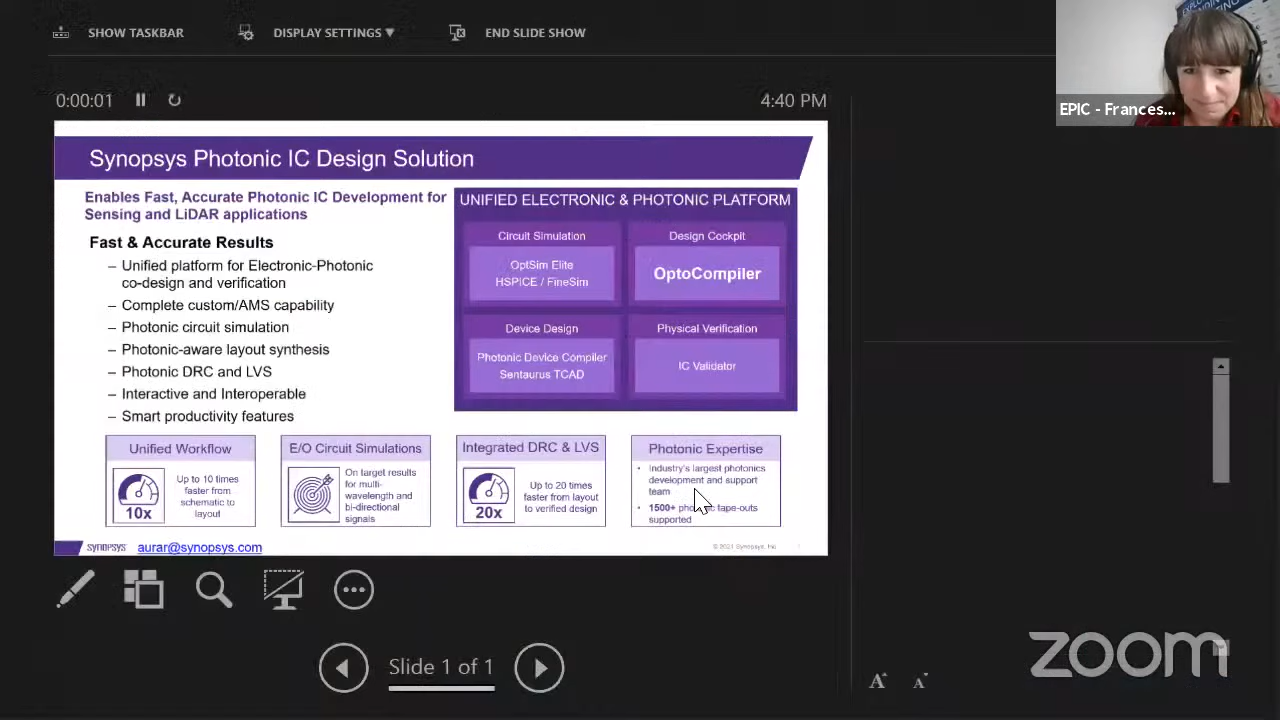 SHOW TASKBAR
DISPLAY SETTINGS ▼
END SLIDE SHOW
EPIC - Frances...
0:00:01
4:40 PM
Synopsys Photonic IC Design Solution
Enables Fast, Accurate Photonic IC Development for
Sensing and LiDAR applications
Fast & Accurate Results
– Unified platform for Electronic-Photonic
co-design and verification
– Complete custom/AMS capability
– Photonic circuit simulation
– Photonic-aware layout synthesis
– Photonic DRC and LVS
– Interactive and Interoperable
– Smart productivity features
UNIFIED ELECTRONIC & PHOTONIC PLATFORM
Circuit Simulation
OptSim Elite
HSPICE / FineSim
Design Cockpit
OptoCompiler
Device Design
Photonic Device Compiler
Sentaurus TCAD
Physical Verification
IC Validator
Unified Workflow
10x
Up to 10 times
faster from
schematic to
layout
E/O Circuit Simulations
On target results
for multi-
wavelength and
bi-directional
signals
Integrated DRC & LVS
20x
Up to 20 times
faster from layout
to verified design
Photonic Expertise
• Industry's largest photonics
development and support
team
• 1500+ tape-outs
supported
SYNOPSYS
aurar@synopsys.com
© 2021 Synopsys, Inc.
Slide 1 of 1
A A
zoom